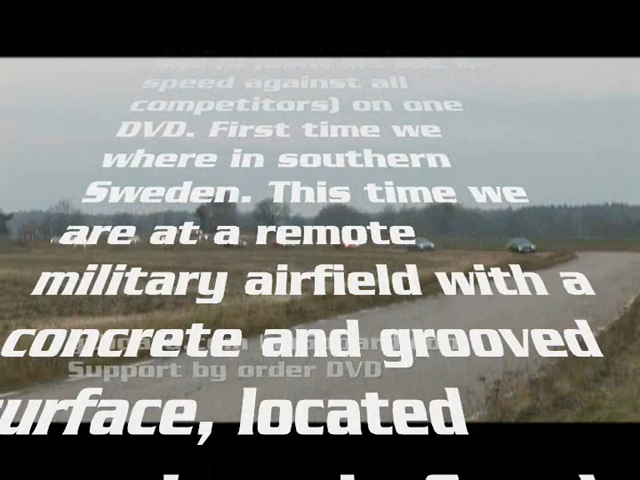 speed against all
competitors) on one
DVD. First time we
where in southern
Sweden. This time we
are at a remote
military airfield with a
concrete and grooved
Support by order DVD
urface, located